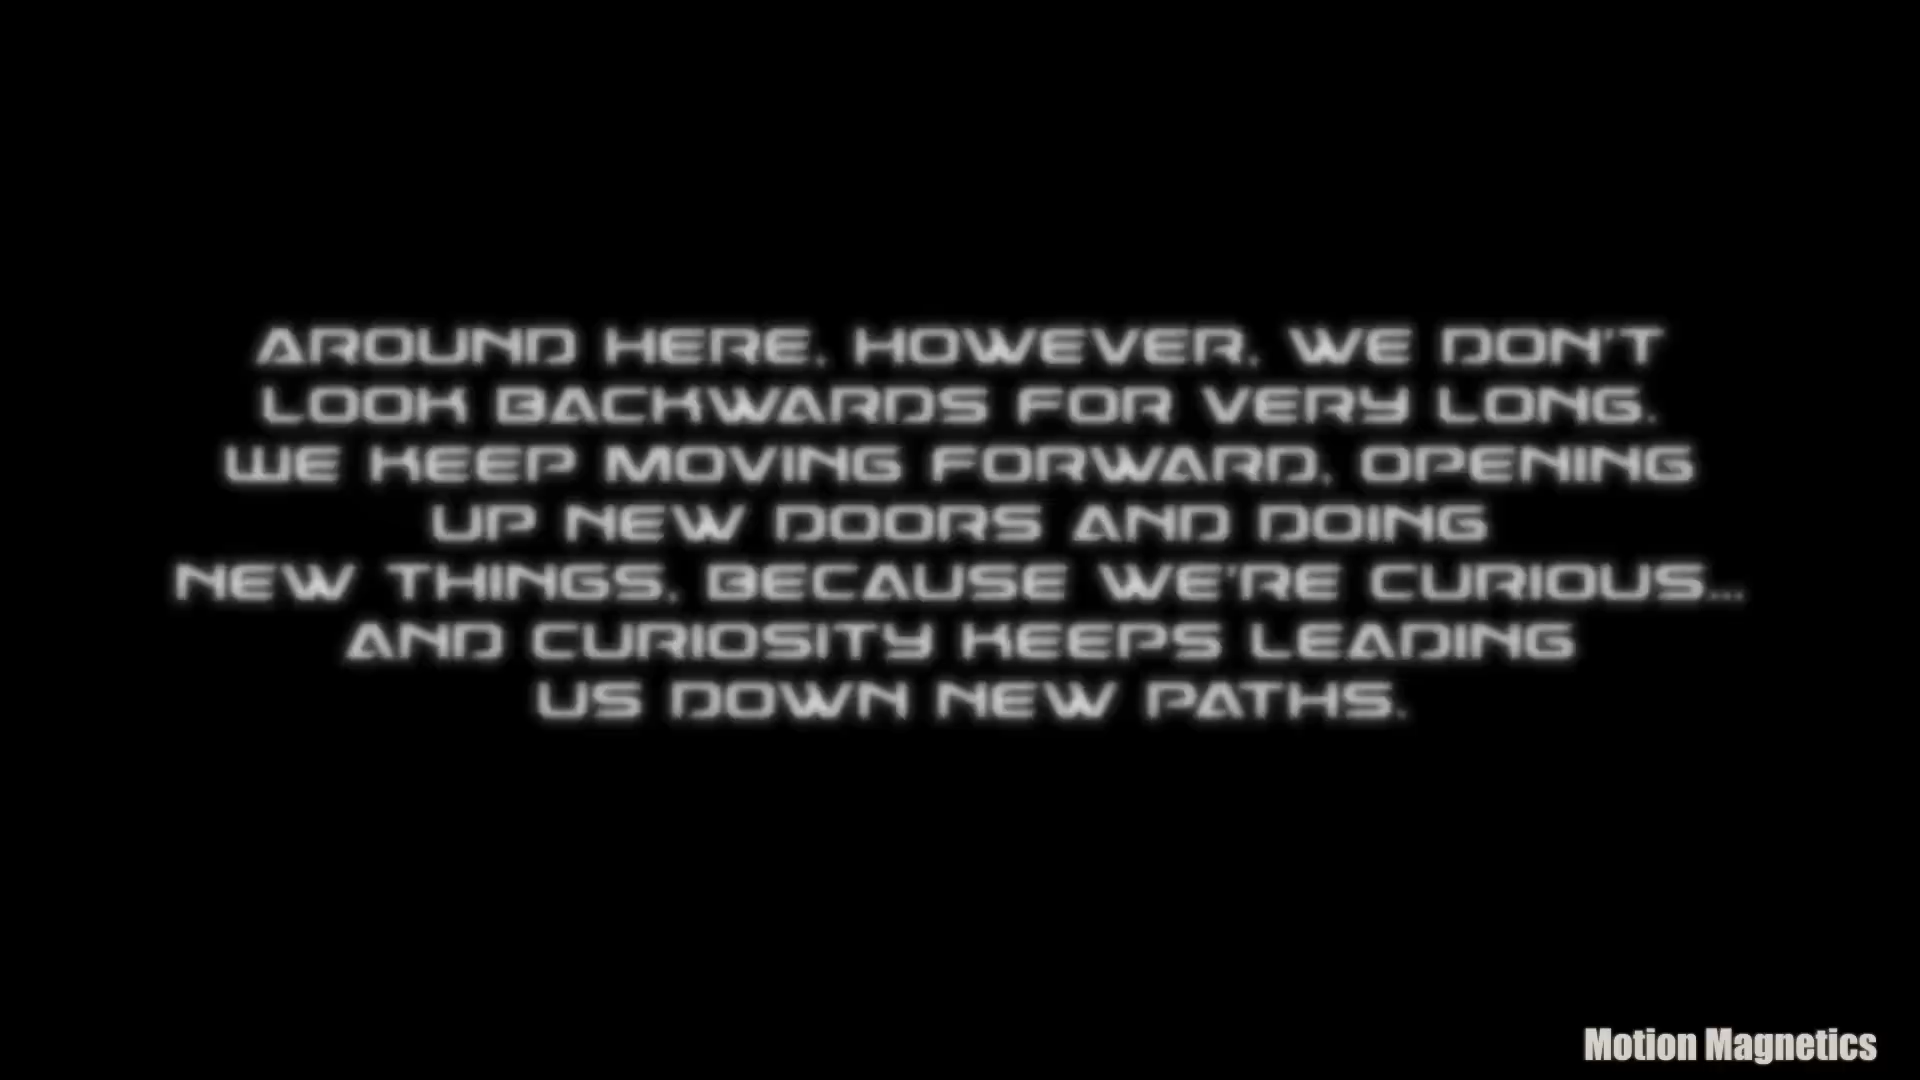 AROUND HERE, HOWEVER, WE DON'T
LOOK BACKWARDS FOR VERY LONG.
WE KEEP MOVING FORWARD, OPENING
UP NEW DOORS AND DOING
NEW THINGS, BECAUSE WE'RE CURIOUS...
AND CURIOSITY KEEPS LEADING
US DOWN NEW PATHS.
Motion Magnetics